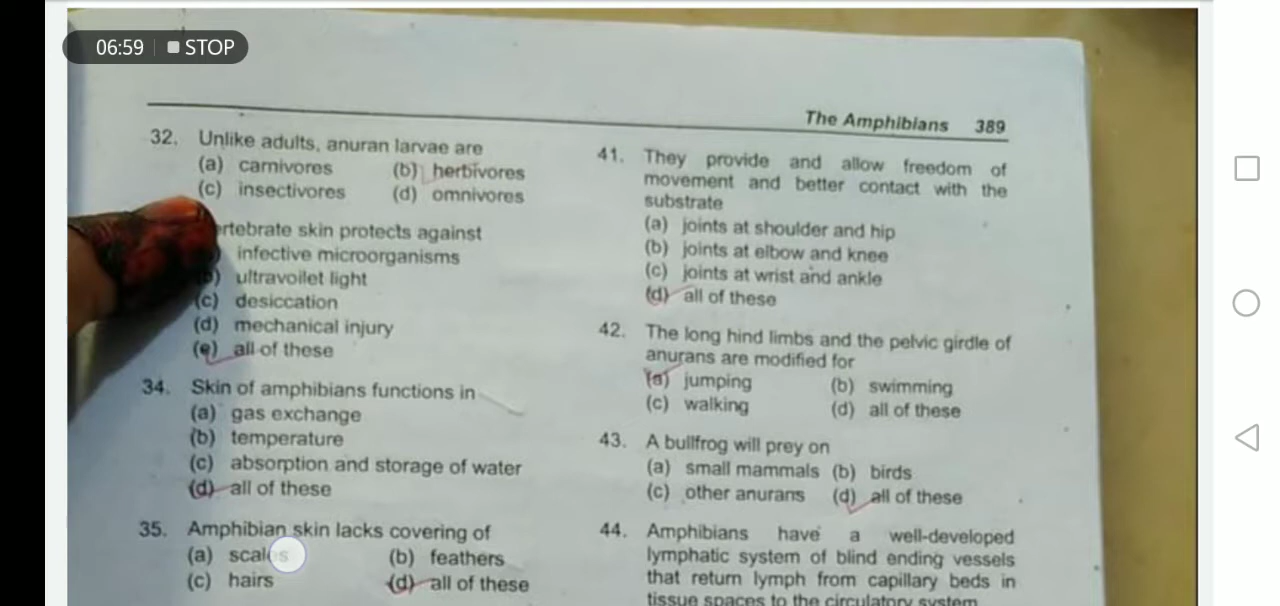 06:59 STOP
The Amphibians 389
32. Unlike adults, anuran larvae are
(a) carnivores (b) herbivores
(c) insectivores (d) omnivores
rtebrate skin protects against
infective microorganisms
ultravoilet light
(c) desiccation
(d) mechanical injury
(e) all of these
34. Skin of amphibians functions in
(a) gas exchange
(b) temperature
(c) absorption and storage of water
(d) all of these
35. Amphibian skin lacks covering of
(a) scales (b) feathers
(c) hairs (d) all of these
41. They provide and allow freedom of
movement and better contact with the
substrate
(a) joints at shoulder and hip
(b) joints at elbow and knee
(c) joints at wrist and ankle
(d) all of these
42. The long hind limbs and the pelvic girdle of
anurans are modified for
(a) jumping (b) swimming
(c) walking (d) all of these
43. A bullfrog will prey on
(a) small mammals (b) birds
(c) other anurans (d) all of these
44. Amphibians have a well-developed
lymphatic system of blind ending vessels
that return lymph from capillary beds in
tissue spaces to the circulatory system